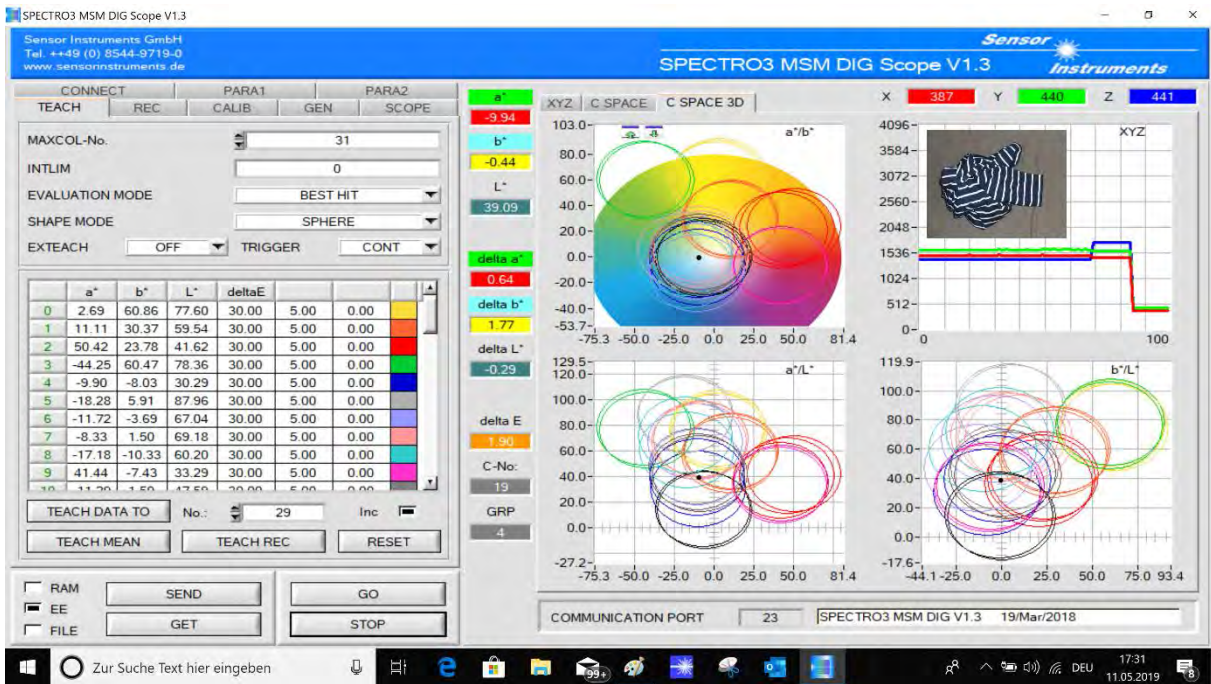 SPECTRO3 MSM DIG Scope V1.3
Sensor Instruments GmbH
Tel. ++49 (0) 8544-9719-0
www.sensorinstruments.de
Sensor
Instruments
SPECTRO3 MSM DIG Scope V1.3
CONNECT PARA1 PARA2
TEACH REC CALIB GEN SCOPE
MAXCOL-No. 31
INTLIM 0
EVALUATION MODE BEST HIT
SHAPE MODE SPHERE
EXTEACH OFF TRIGGER CONT
a* b* L* deltaE
0 2.69 60.86 77.60 30.00 5.00 0.00
1 11.11 30.37 59.54 30.00 5.00 0.00
2 50.42 23.78 41.62 30.00 5.00 0.00
3 -44.25 60.47 78.36 30.00 5.00 0.00
4 -9.90 -8.03 30.29 30.00 5.00 0.00
5 -18.28 5.91 87.96 30.00 5.00 0.00
6 -11.72 -3.69 67.04 30.00 5.00 0.00
7 -8.33 1.50 69.18 30.00 5.00 0.00
8 -17.18 -10.33 60.20 30.00 5.00 0.00
9 41.44 -7.43 33.29 30.00 5.00 0.00
TEACH DATA TO No.: 29 Inc
TEACH MEAN TEACH REC RESET
RAM
EE
FILE
SEND GO
GET STOP
a*
-9.94
b*
-0.44
L*
39.09
delta a*
0.64
delta b*
1.77
delta L*
-0.29
delta E
1.90
C-No:
19
GRP
4
XYZ C SPACE C SPACE 3D
X 387 Y 440 Z 441
a*/b*
103.0-
80.0-
60.0-
40.0-
20.0-
0.0-
-20.0-
-40.0-
-53.7-
-75.3 -50.0 -25.0 0.0 25.0 50.0 81.4
XYZ
4096-
3584-
3072-
2560-
2048-
1536-
1024-
512-
0-
0 100
a*/L*
129.5-
120.0-
100.0-
80.0-
60.0-
40.0-
20.0-
0.0-
-27.2-
-75.3 -50.0 -25.0 0.0 25.0 50.0 81.4
b*/L*
119.9-
100.0-
80.0-
60.0-
40.0-
20.0-
0.0-
-17.6-
-44.1 -25.0 0.0 25.0 50.0 75.0 93.4
COMMUNICATION PORT 23 SPECTRO3 MSM DIG V1.3 19/Mar/2018
Zur Suche Text hier eingeben
99+
DEU
17:31
11.05.2019
8